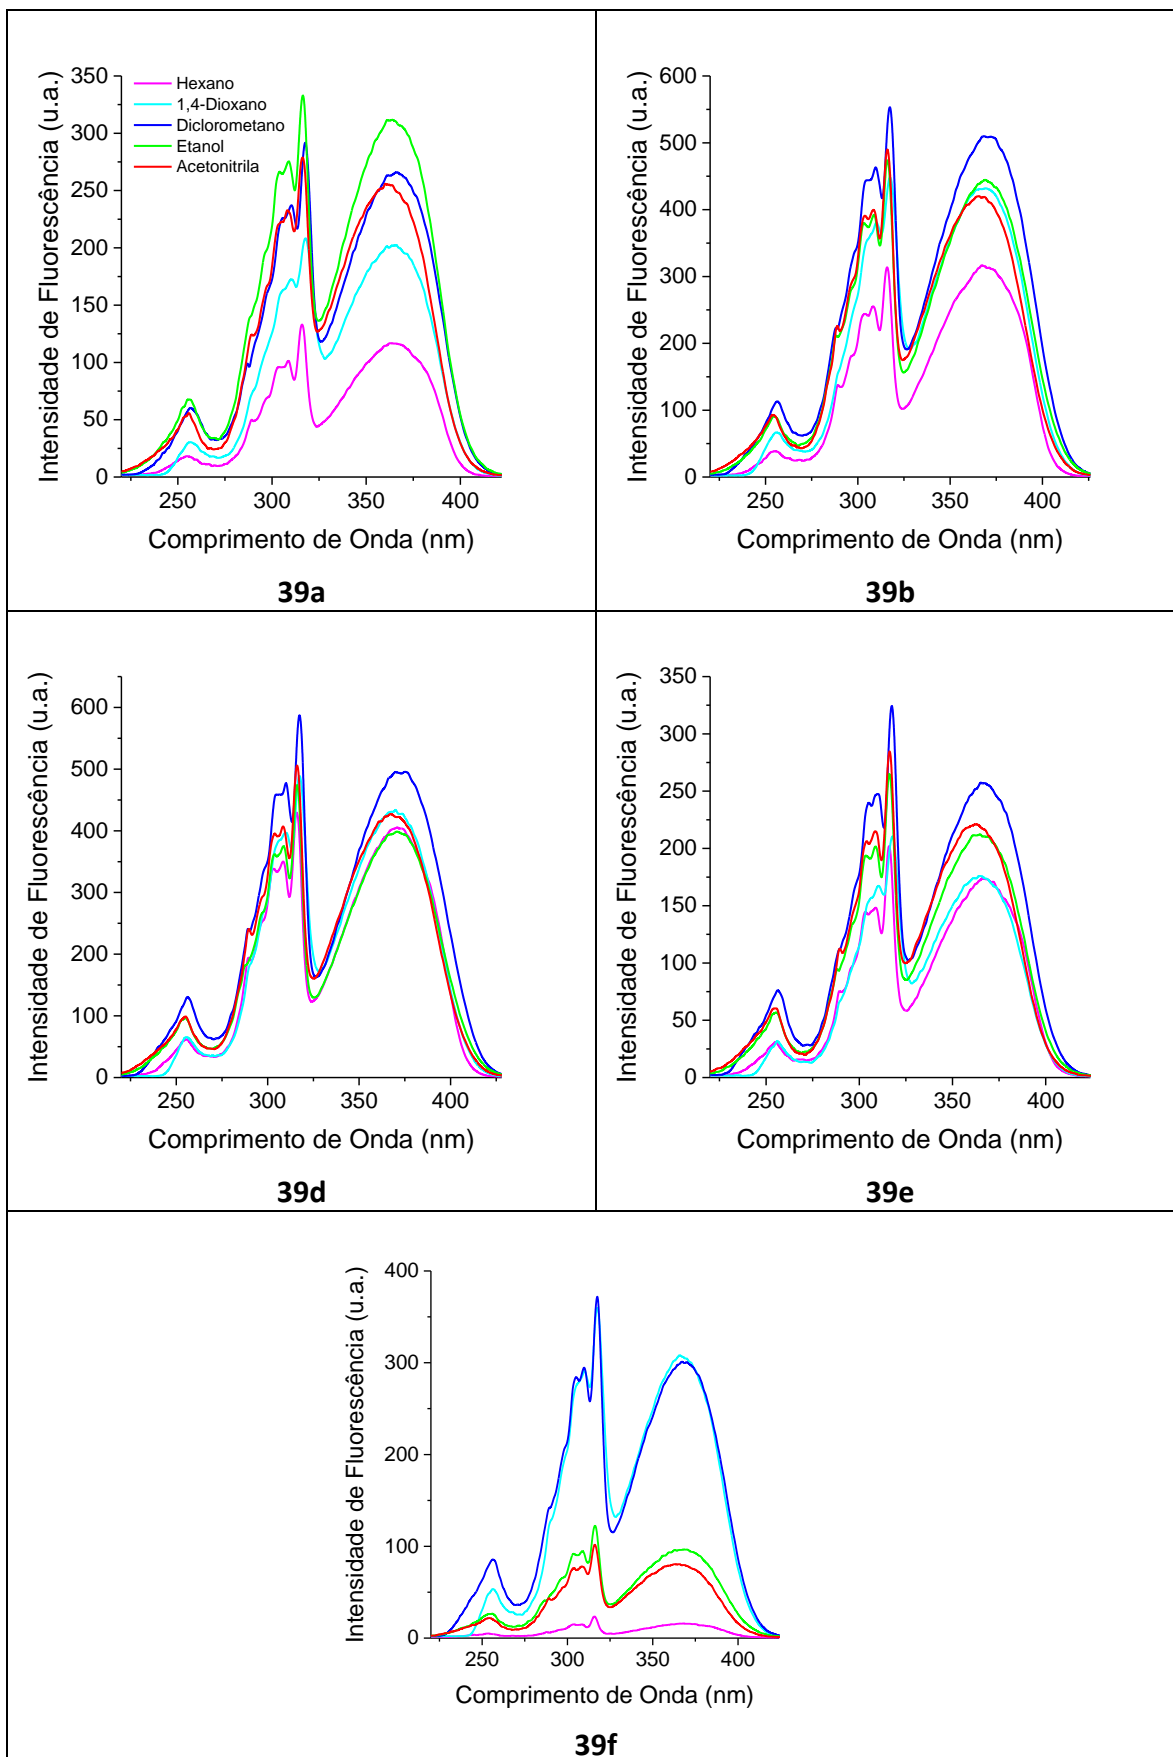 Intensidade de Fluorescência (u.a.)
350
300
250
200
150
100
50
0
Hexano
1,4-Dioxano
Diclorometano
Etanol
Acetonitrila
250 300 350 400
Comprimento de Onda (nm)
39a
Intensidade de Fluorescência (u.a.)
600
500
400
300
200
100
0
250 300 350 400
Comprimento de Onda (nm)
39b
Intensidade de Fluorescência (u.a.)
600
500
400
300
200
100
0
250 300 350 400
Comprimento de Onda (nm)
39d
Intensidade de Fluorescência (u.a.)
350
300
250
200
150
100
50
0
250 300 350 400
Comprimento de Onda (nm)
39e
Intensidade de Fluorescência (u.a.)
400
300
200
100
0
250 300 350 400
Comprimento de Onda (nm)
39f